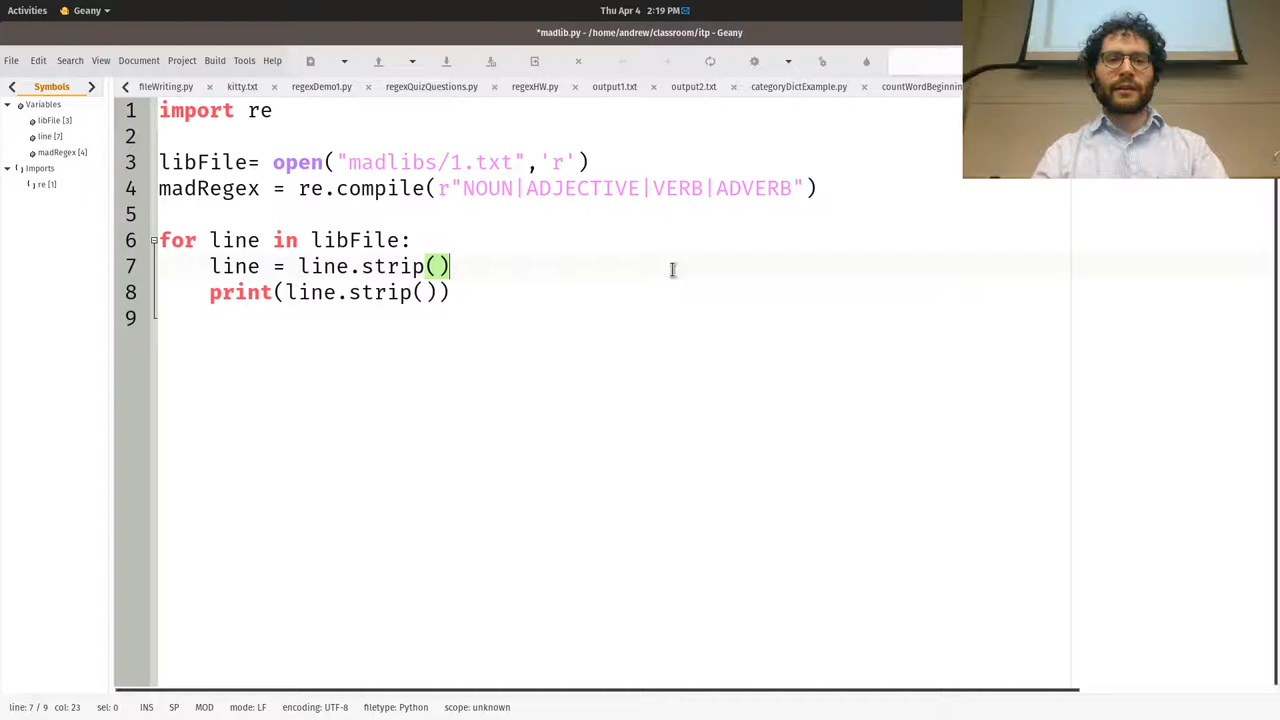 Activities Geany Thu Apr 4 2:19 PM
*madlib.py - /home/andrew/classroom/itp - Geany
File Edit Search View Document Project Build Tools Help
Symbols fileWriting.py kitty.txt regexDemo1.py regexQuizQuestions.py regexHW.py output1.txt output2.txt categoryDictExample.py countWordBeginnin
Variables
libFile [3]
line [7]
madRegex [4]
Imports
re [1]
1 import re
2
3 libFile= open("madlibs/1.txt",'r')
4 madRegex = re.compile(r"NOUN|ADJECTIVE|VERB|ADVERB")
5
6 for line in libFile:
7 line = line.strip()
8 print(line.strip())
9
line: 7 / 9 col: 23 sel: 0 INS SP MOD mode: LF encoding: UTF-8 filetype: Python scope: unknown